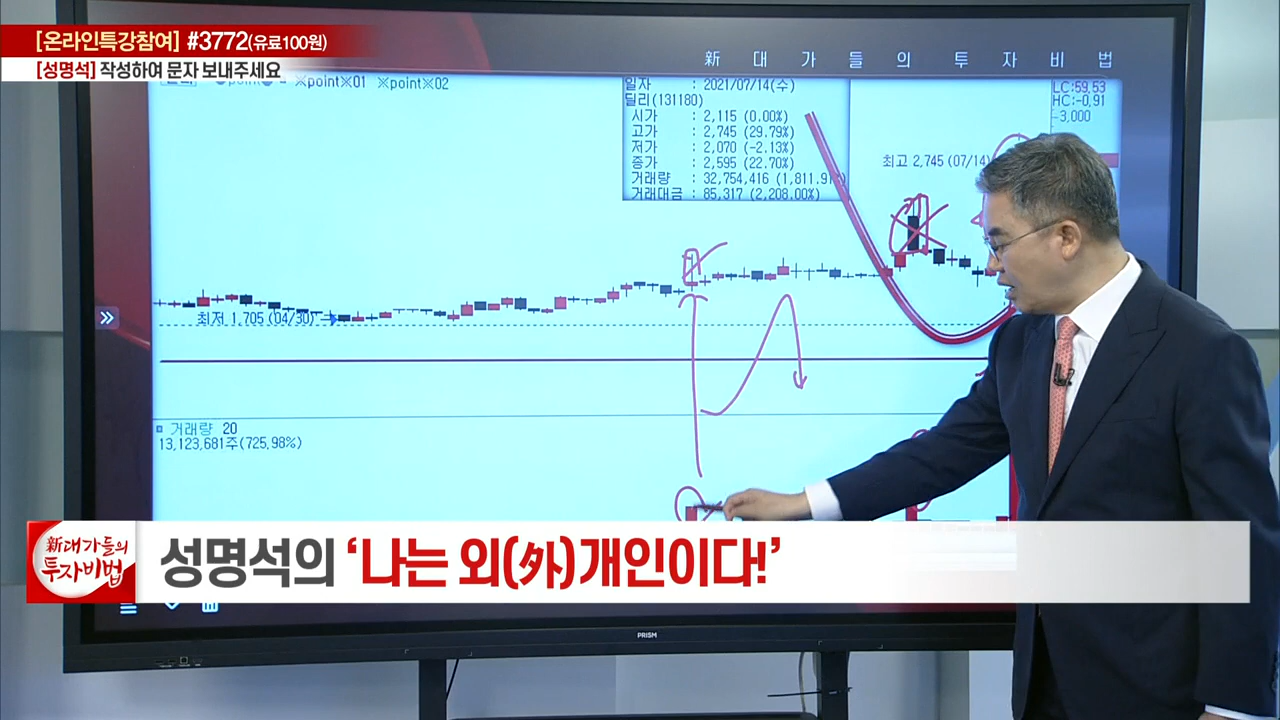 [온라인특강참여] #3772(유료100원)
[성명석] 작성하여 문자 보내주세요
新 대 가 들 의 투 자 비 법
※point※01 ※point※02
일자 : 2021/07/14(수)
딜리(131180)
시가 : 2,115 (0.00%)
고가 : 2,745 (29.79%)
저가 : 2,070 (-2.13%)
종가 : 2,595 (22.70%)
거래량 : 32,754,416 (1,811.91%)
거래대금 : 85,317 (2,208.00%)
LC:59,53
HC:-0,91
3,000
최고 2,745 (07/14)
최저 1,705 (04/30)
거래량 20
13,123,681주(725,98%)
新대가들의
투자비법
성명석의 ‘나는 외(外)개인이다!’
PRISM